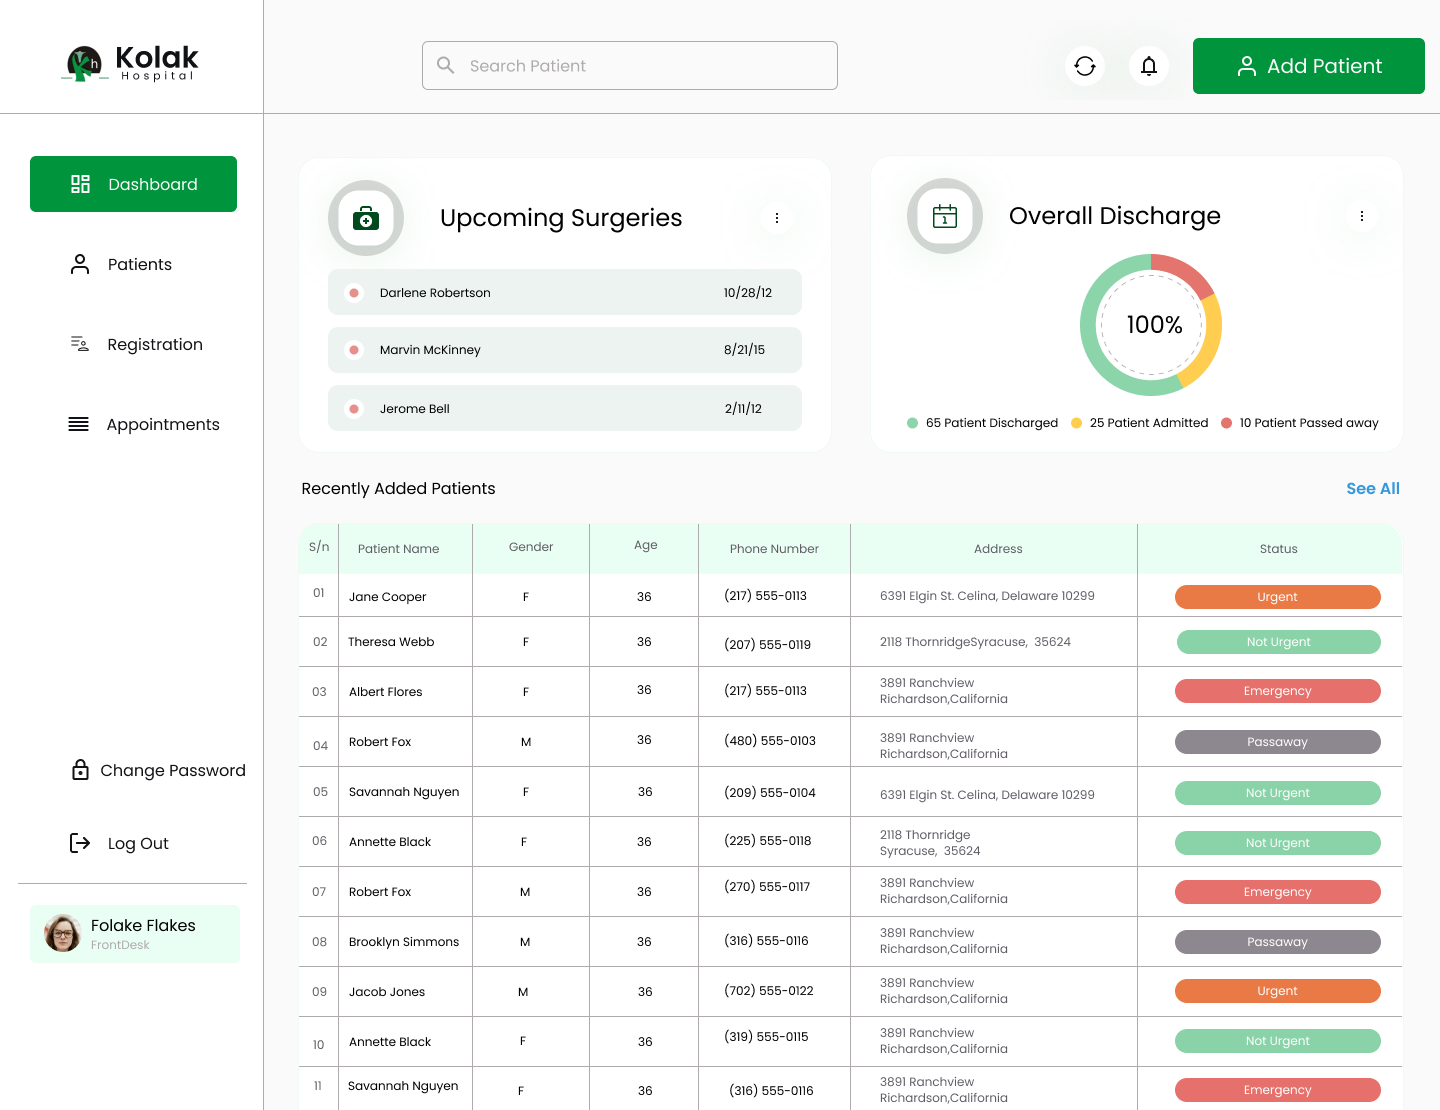 Kolak
Hospital
Kh
Search Patient
Add Patient
Dashboard
Patients
Registration
Appointments
Change Password
Log Out
Folake Flakes
FrontDesk
Upcoming Surgeries
Darlene Robertson 10/28/12
Marvin McKinney 8/21/15
Jerome Bell 2/11/12
1
Overall Discharge
100%
65 Patient Discharged 25 Patient Admitted 10 Patient Passed away
Recently Added Patients See All
S/n Patient Name Gender Age Phone Number Address Status
01 Jane Cooper F 36 (217) 555-0113 6391 Elgin St. Celina, Delaware 10299 Urgent
02 Theresa Webb F 36 (207) 555-0119 2118 ThornridgeSyracuse, 35624 Not Urgent
03 Albert Flores F 36 (217) 555-0113 3891 Ranchview
Richardson,California Emergency
04 Robert Fox M 36 (480) 555-0103 3891 Ranchview
Richardson,California Passaway
05 Savannah Nguyen F 36 (209) 555-0104 6391 Elgin St. Celina, Delaware 10299 Not Urgent
06 Annette Black F 36 (225) 555-0118 2118 Thornridge
Syracuse, 35624 Not Urgent
07 Robert Fox M 36 (270) 555-0117 3891 Ranchview
Richardson,California Emergency
08 Brooklyn Simmons M 36 (316) 555-0116 3891 Ranchview
Richardson,California Passaway
09 Jacob Jones M 36 (702) 555-0122 3891 Ranchview
Richardson,California Urgent
10 Annette Black F 36 (319) 555-0115 3891 Ranchview
Richardson,California Not Urgent
11 Savannah Nguyen F 36 (316) 555-0116 3891 Ranchview
Richardson,California Emergency